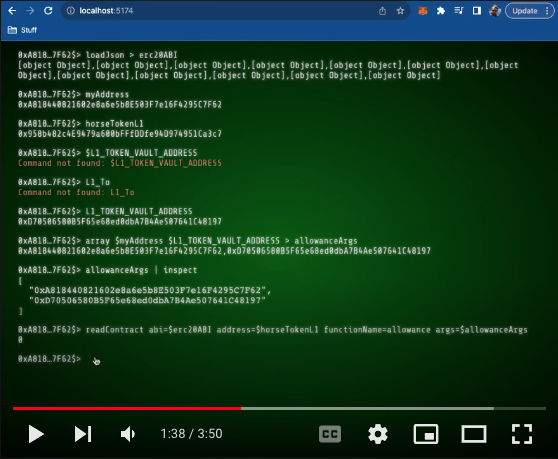 localhost:5174
Update
Stuff
0xA818…7F62$> loadJson > erc20ABI
[object Object],[object Object],[object Object],[object Object],[object Object],[object Object],[object
Object],[object Object],[object Object],[object Object],[object Object],[object Object]
0xA818…7F62$> myAddress
0xA818440821602e8a6e5b8E503F7e16F4295C7F62
0xA818…7F62$> horseTokenL1
0x958b482c4E9479a600bFFfDDfe94D974951Ca3c7
0xA818…7F62$> $L1_TOKEN_VAULT_ADDRESS
Command not found: $L1_TOKEN_VAULT_ADDRESS
0xA818…7F62$> L1_To
Command not found: L1_To
0xA818…7F62$> L1_TOKEN_VAULT_ADDRESS
0xD70506580B5F65e68ed0dbA7B4Ae507641C48197
0xA818…7F62$> array $myAddress $L1_TOKEN_VAULT_ADDRESS > allowanceArgs
0xA818440821602e8a6e5b8E503F7e16F4295C7F62,0xD70506580B5F65e68ed0dbA7B4Ae507641C48197
0xA818…7F62$> allowanceArgs | inspect
[
"0xA818440821602e8a6e5b8E503F7e16F4295C7F62",
"0xD70506580B5F65e68ed0dbA7B4Ae507641C48197"
]
0xA818…7F62$> readContract abi=$erc20ABI address=$horseTokenL1 functionName=allowance args=$allowanceArgs
0
0xA818…7F62$>
1:38 / 3:50
CC